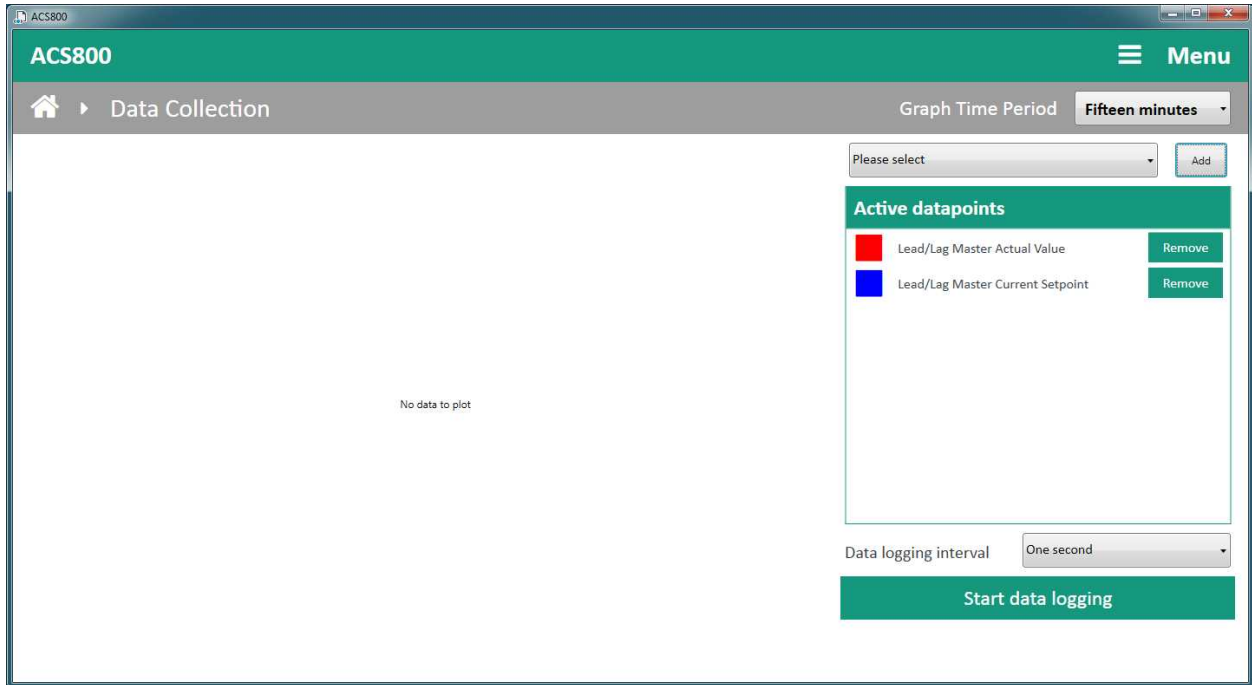 ACS800
ACS800
Menu
Data Collection
Graph Time Period
Fifteen minutes
Please select
Add
Active datapoints
Lead/Lag Master Actual Value
Remove
Lead/Lag Master Current Setpoint
Remove
No data to plot
Data logging interval
One second
Start data logging